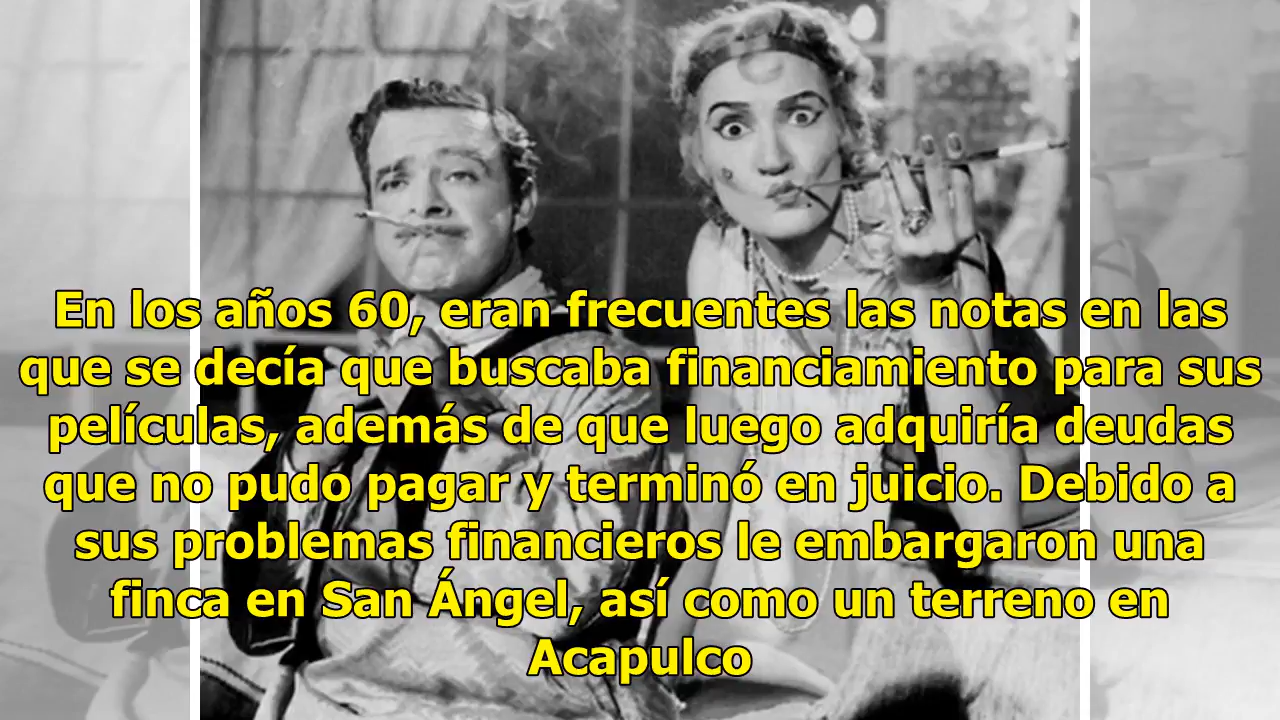 En los años 60, eran frecuentes las notas en las
que se decía que buscaba financiamiento para sus
películas, además de que luego adquiría deudas
que no pudo pagar y terminó en juicio. Debido a
sus problemas financieros le embargaron una
finca en San Ángel, así como un terreno en
Acapulco